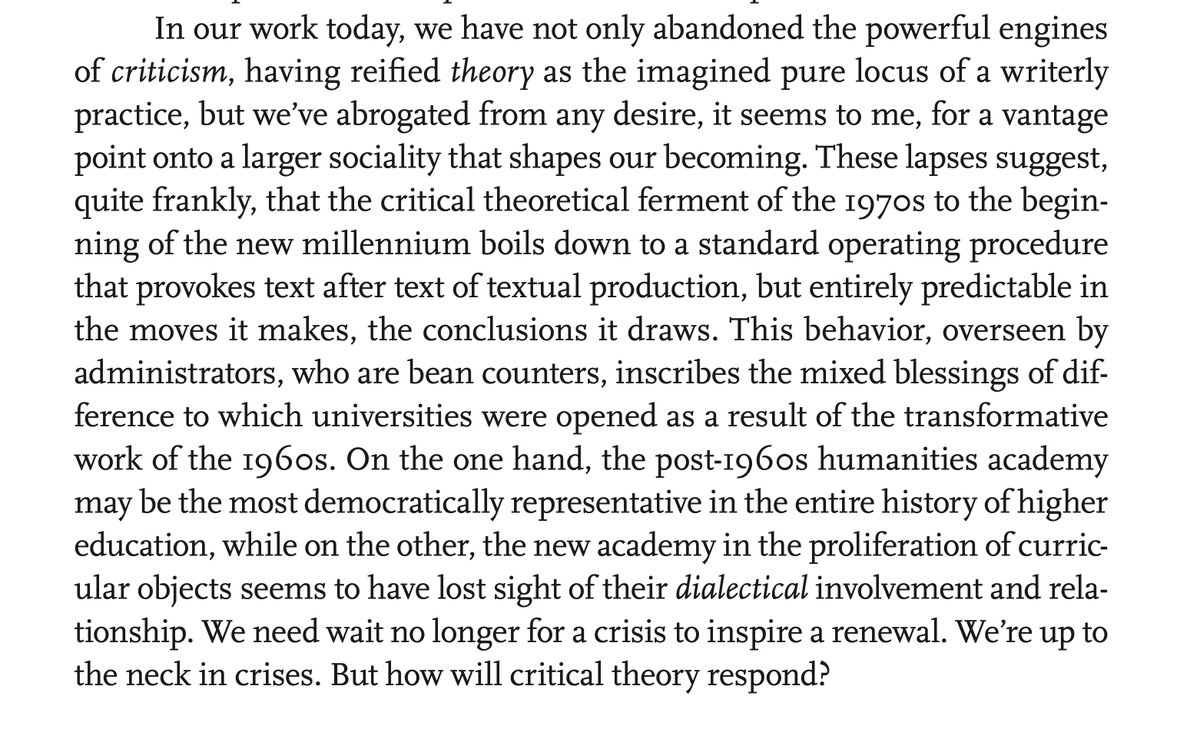 In our work today, we have not only abandoned the powerful engines
of criticism, having reified theory as the imagined pure locus of a writerly
practice, but we’ve abrogated from any desire, it seems to me, for a vantage
point onto a larger sociality that shapes our becoming. These lapses suggest,
quite frankly, that the critical theoretical ferment of the 1970s to the begin-
ning of the new millennium boils down to a standard operating procedure
that provokes text after text of textual production, but entirely predictable in
the moves it makes, the conclusions it draws. This behavior, overseen by
administrators, who are bean counters, inscribes the mixed blessings of dif-
ference to which universities were opened as a result of the transformative
work of the 1960s. On the one hand, the post-1960s humanities academy
may be the most democratically representative in the entire history of higher
education, while on the other, the new academy in the proliferation of curric-
ular objects seems to have lost sight of their dialectical involvement and rela-
tionship. We need wait no longer for a crisis to inspire a renewal. We’re up to
the neck in crises. But how will critical theory respond?